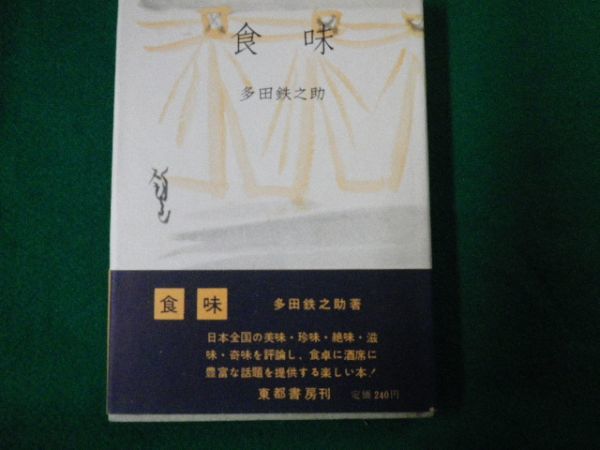 食 味
多田鉄之助
食 味 多田鉄之助著
日本全国の美味・珍味・絶味・滋
味・奇味を評論し、食卓に酒席に
豊富な話題を提供する楽しい本!
東都書房刊 定価240円